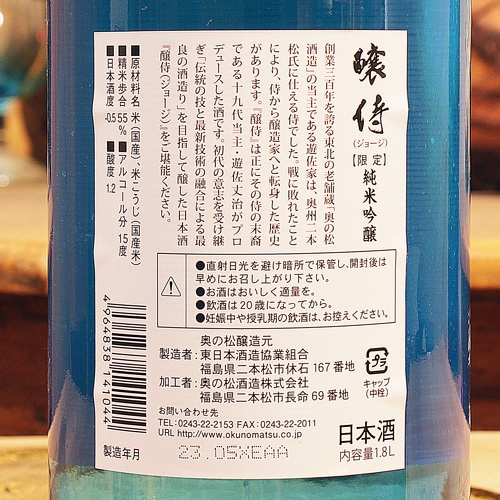 醸侍
(ジョージ)
【限定】純米吟醸
創業三百年を誇る東北の老舗蔵「奥の松
酒造」の当主である遊佐家は、奥州二本
松氏に仕える侍でした。戦に敗れたこと
により、侍から醸造家へと転身した歴史
があります。『醸侍』は正にその侍の末裔
である十九代当主・遊佐丈治がプロ
デュースした酒です。初代の意志を受け継
ぎ「伝統の技と最新技術の融合による最
良の酒造り」を目指して醸した日本酒
『醸侍(ジョージ)』をご堪能ください。
■原材料名 米(国産)、米こうじ(国産米)
■精米歩合 55% ■アルコール分 15度
■日本酒度 -0.5 ■酸度 1.2
●直射日光を避け暗所で保管し、開封後は
早めにお召し上がり下さい。
●お酒はおいしく適量を。
●飲酒は20歳になってから。
●妊娠中や授乳期の飲酒は、お控えください。
奥の松醸造元
製造者:東日本酒造協業組合
福島県二本松市休石167番地
加工者:奥の松酒造株式会社
福島県二本松市長命69番地
お問い合わせ先
TEL:0243-22-2153 FAX:0243-22-2011
URL http://www.okunomatsu.co.jp
プラ
キャップ
(中栓)
日本酒
内容量1.8L
製造年月
23.05XEAA
4964838141044